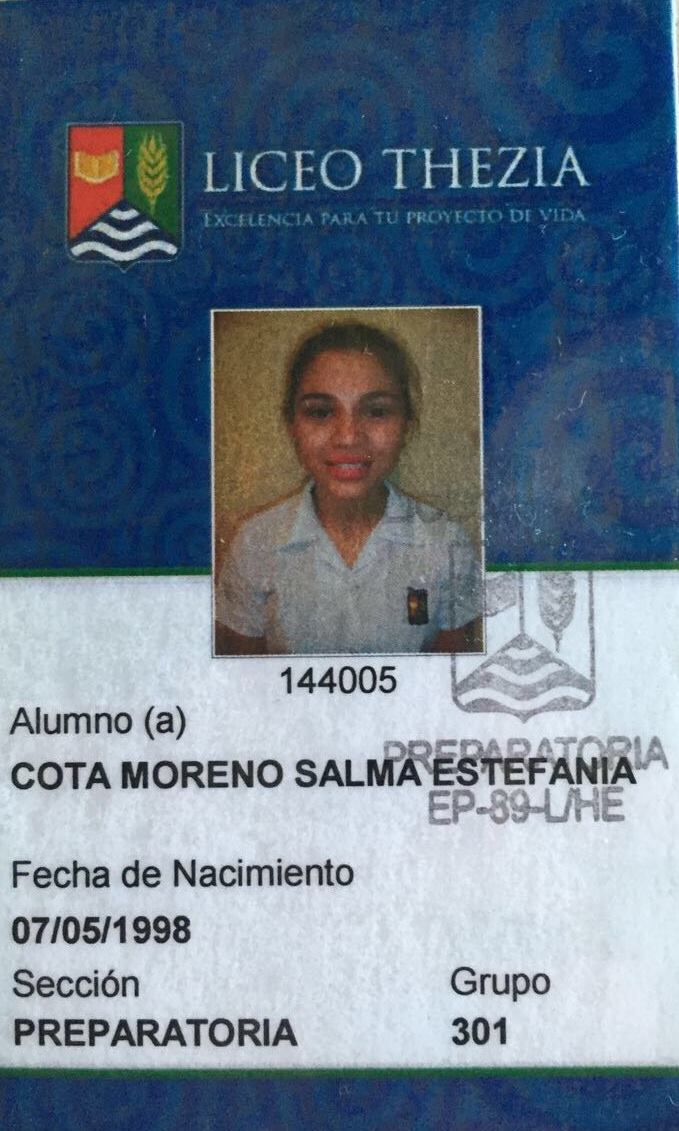 LICEO THEZIA
EXCELENCIA PARA TU PROYECTO DE VIDA
144005
Alumno (a)
PREPARATORIA
COTA MORENO SALMA ESTEFANIA
EP-89-L/HE
Fecha de Nacimiento
07/05/1998
Sección Grupo
PREPARATORIA 301